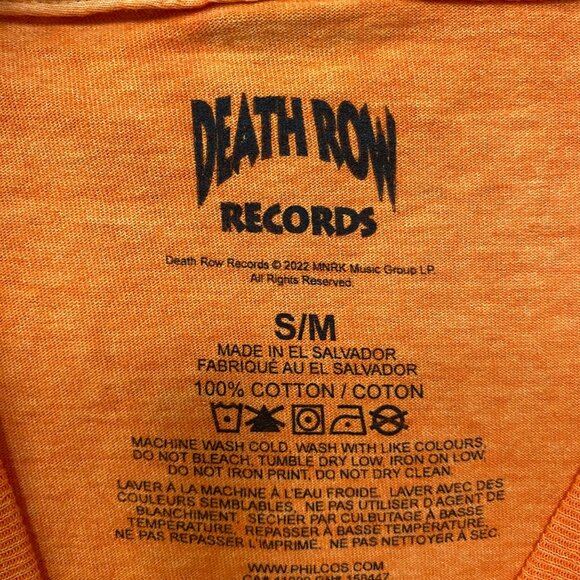 DEATH ROW
RECORDS
Death Row Records © 2022 MNRK Music Group LP.
All Rights Reserved.
S/M
MADE IN EL SALVADOR
FABRIQUÉ AU EL SALVADOR
100% COTTON / COTON
MACHINE WASH COLD, WASH WITH LIKE COLOURS,
DO NOT BLEACH, TUMBLE DRY LOW, IRON ON LOW,
DO NOT IRON PRINT, DO NOT DRY CLEAN.
LAVER À LA MACHINE À L'EAU FROIDE. LAVER AVEC DES
COULEURS SEMBLABLES. NE PAS UTILISER D'AGENT DE
BLANCHIMENT. SÉCHER PAR CULBUTAGE À BASSE
TEMPÉRATURE. REPASSER À BASSE TEMPÉRATURE.
NE PAS REPASSER L'IMPRIMÉ. NE PAS NETTOYER À SEC.
WWW.PHILCOS.COM